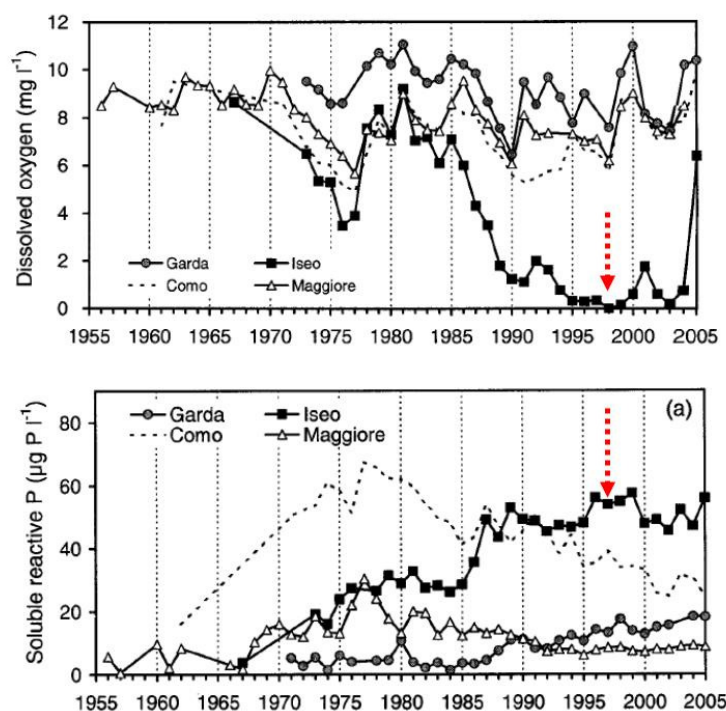 12
10
8
6
4
2
0
Dissolved oxygen (mg l⁻¹)
Garda Iseo
Como Maggiore
1955 1960 1965 1970 1975 1980 1985 1990 1995 2000 2005
80
60
40
20
0
Soluble reactive P (µg P l⁻¹)
Garda Iseo (a)
Como Maggiore
1955 1960 1965 1970 1975 1980 1985 1990 1995 2000 2005